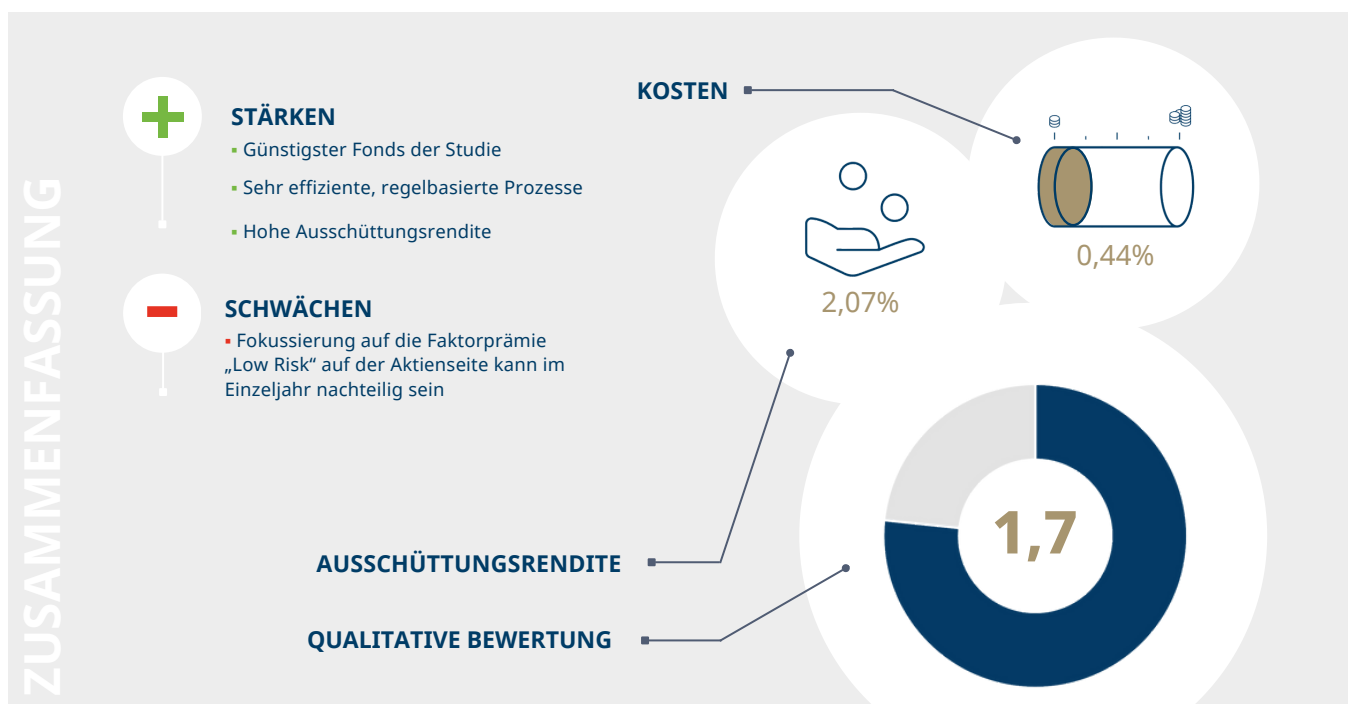 ZUSAMMENFASSUNG
STÄRKEN
▪ Günstigster Fonds der Studie
▪ Sehr effiziente, regelbasierte Prozesse
▪ Hohe Ausschüttungsrendite
SCHWÄCHEN
▪ Fokussierung auf die Faktorprämie
„Low Risk“ auf der Aktienseite kann im
Einzeljahr nachteilig sein
KOSTEN
0,44%
2,07%
AUSSCHÜTTUNGSRENDITE
1,7
QUALITATIVE BEWERTUNG